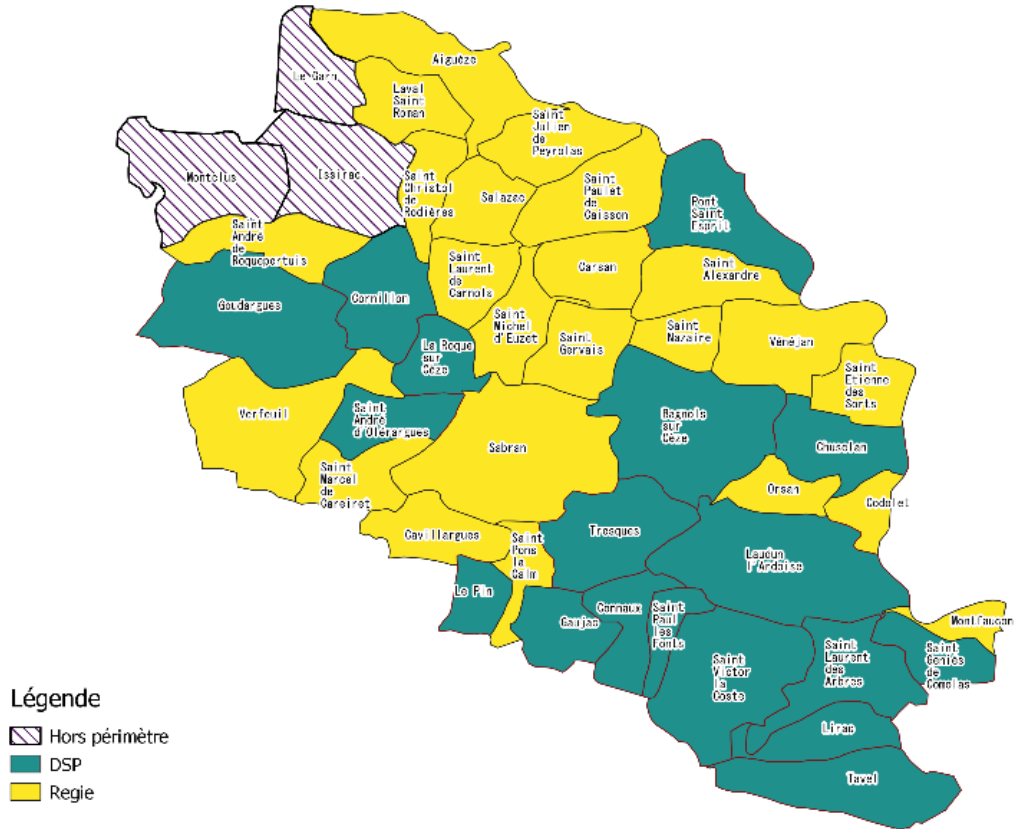 Le Garn
Aiguèze
Laval
Saint
Roman
Saint
Julien
de
Peyrolas
Montclus
Issirac
Saint
Christol
de
Rodières
Salazac
Saint
Paulet
de
Caisson
Pont
Saint
Esprit
Saint
André
de
Roquepertuis
Saint
Laurent
de
Carnols
Carsan
Saint
Alexandre
Goudargues
Cornillon
Saint
Michel
d'Euzet
La Roque
sur
Cèze
Saint
Gervais
Saint
Nazaire
Vénéjan
Saint
Etienne
des
Sorts
Verfeuil
Saint
André
d'Olérargues
Sabran
Bagnols
sur
Cèze
Chusclan
Saint
Marcel
de
Careiret
Orsan
Codolet
Cavillargues
Saint
Pons
la
Calm
Tresques
Laudun
l'Ardoise
Le Pin
Gaujac
Connaux
Saint
Paul
les
Fonts
Montfaucon
Saint
Victor
la
Coste
Saint
Laurent
des
Arbres
Saint
Géniès
de
Comolas
Lirac
Tavel
Légende
Hors périmètre
DSP
Regie